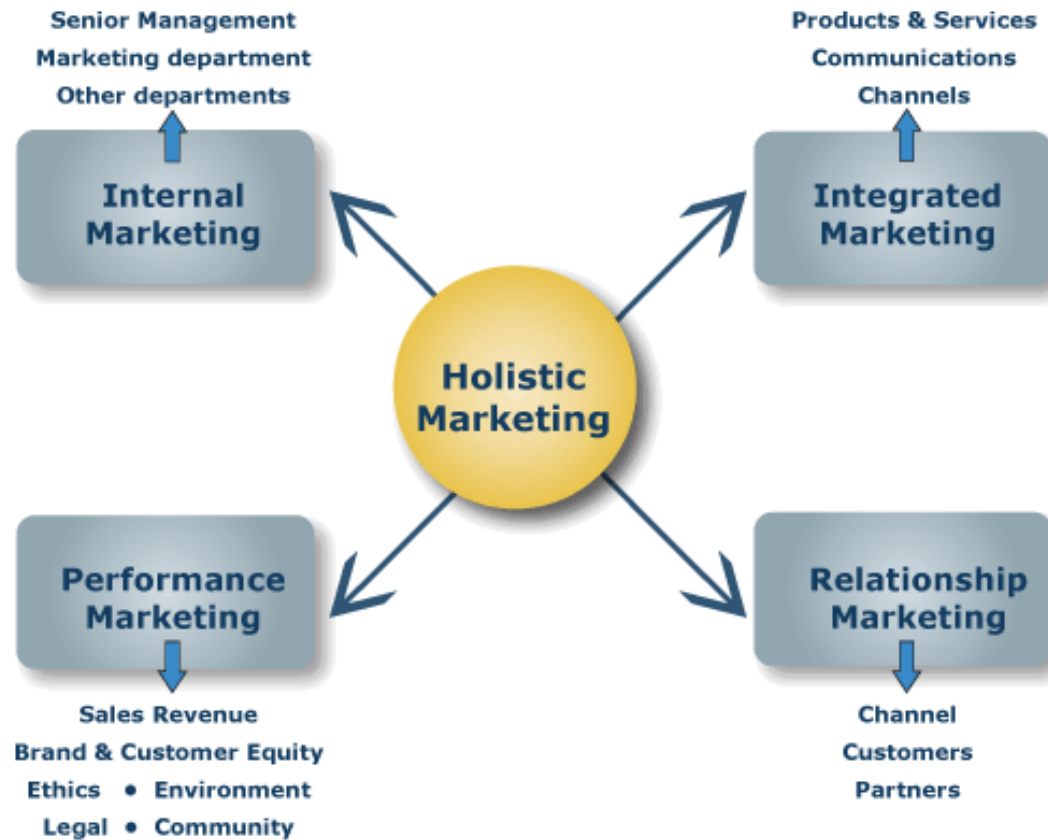 Senior Management
Marketing department
Other departments
Internal
Marketing
Products & Services
Communications
Channels
Integrated
Marketing
Holistic
Marketing
Performance
Marketing
Sales Revenue
Brand & Customer Equity
Ethics • Environment
Legal • Community
Relationship
Marketing
Channel
Customers
Partners